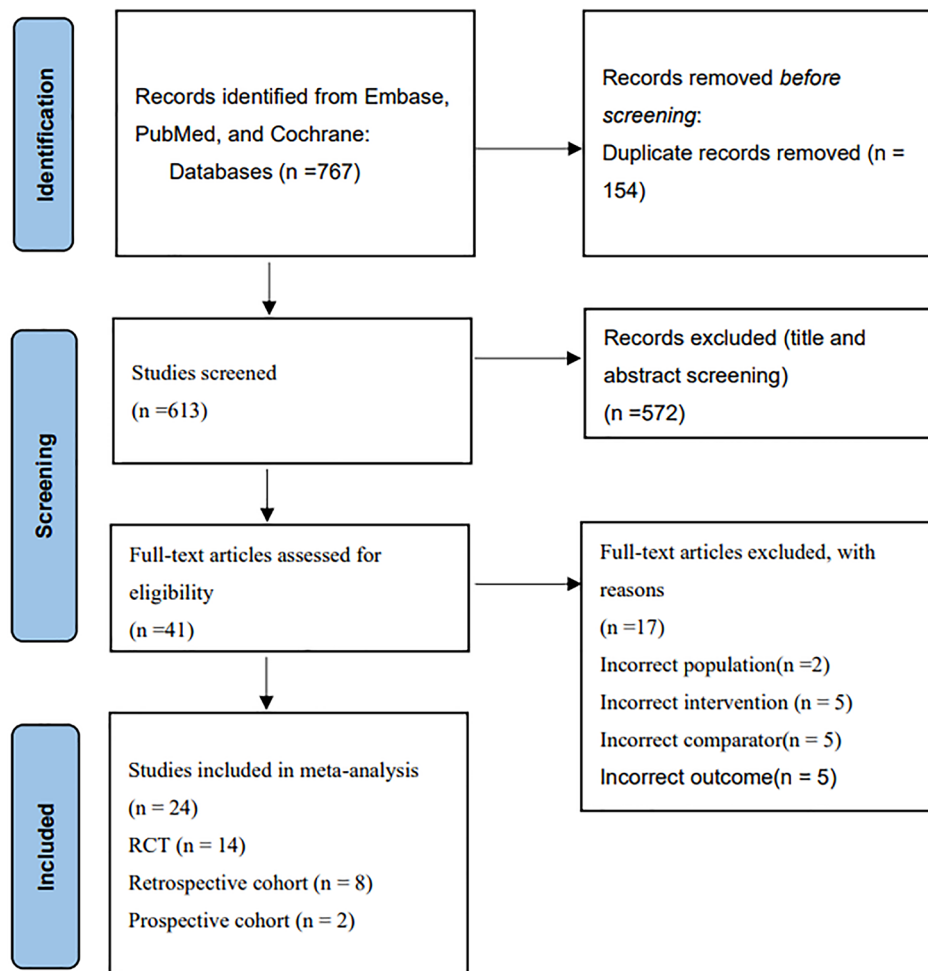 Identification
Records identified from Embase,
PubMed, and Cochrane:
Databases (n =767)
Records removed before
screening:
Duplicate records removed (n =
154)
Screening
Studies screened
(n =613)
Records excluded (title and
abstract screening)
(n =572)
Full-text articles assessed for
eligibility
(n =41)
Full-text articles excluded, with
reasons
(n =17)
Incorrect population(n =2)
Incorrect intervention (n = 5)
Incorrect comparator(n = 5)
Incorrect outcome(n = 5)
Included
Studies included in meta-analysis
(n = 24)
RCT (n = 14)
Retrospective cohort (n = 8)
Prospective cohort (n = 2)